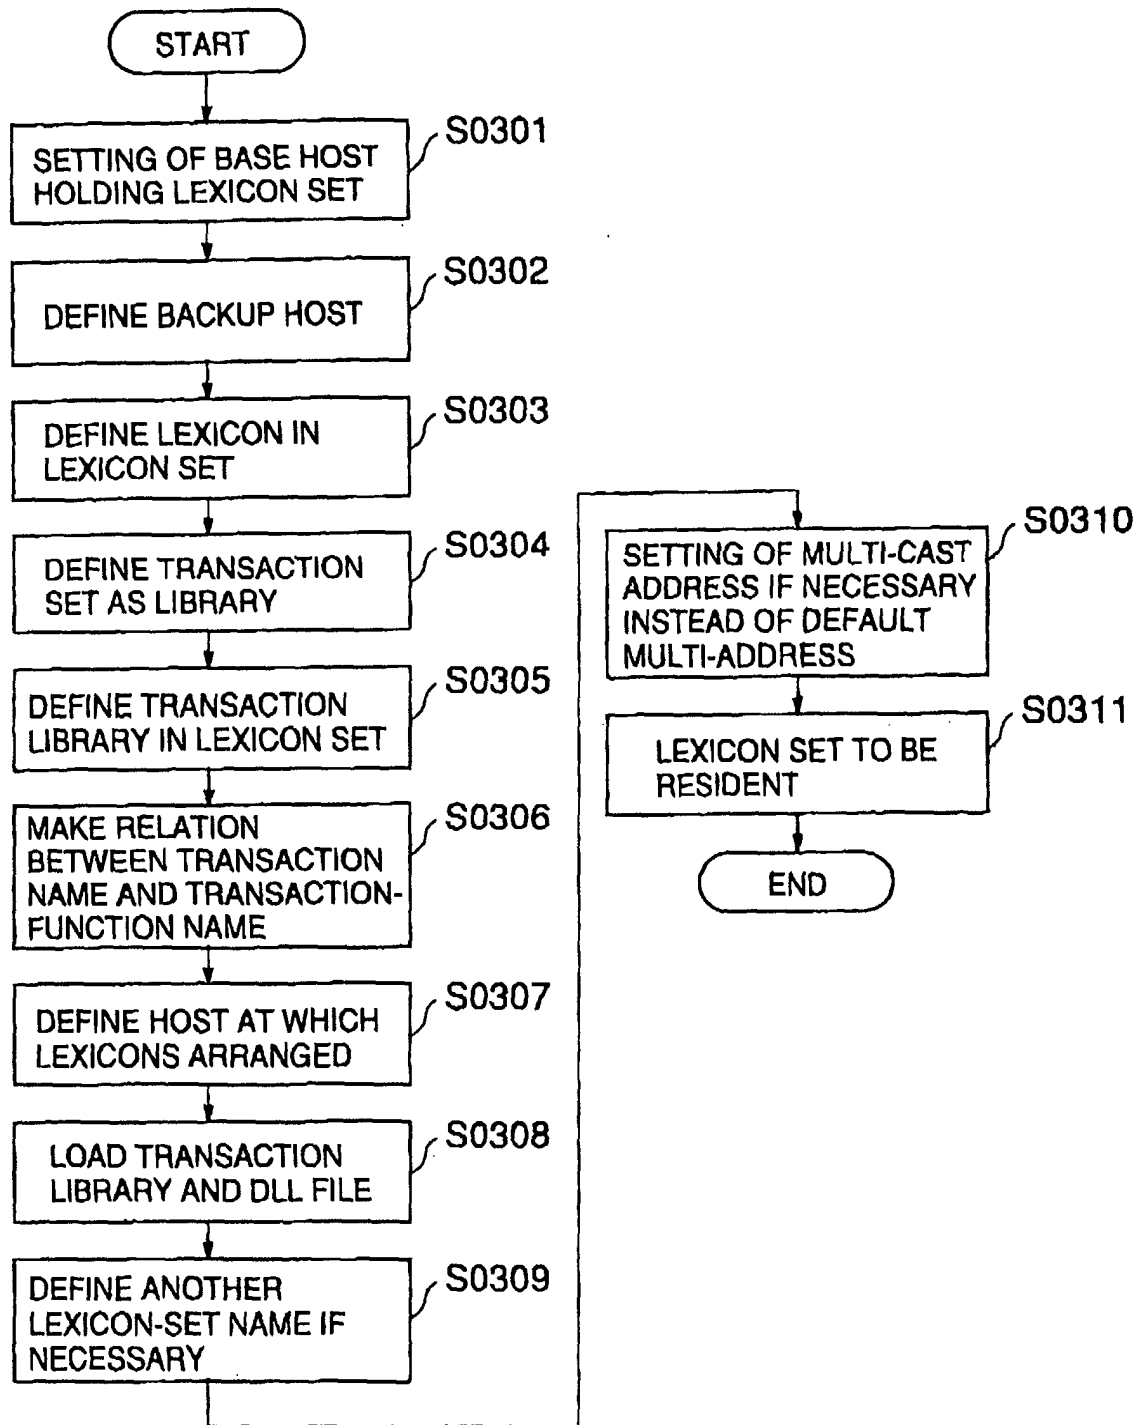 START
S0301
SETTING OF BASE HOST
HOLDING LEXICON SET
S0302
DEFINE BACKUP HOST
S0303
DEFINE LEXICON IN
LEXICON SET
S0304
DEFINE TRANSACTION
SET AS LIBRARY
S0305
DEFINE TRANSACTION
LIBRARY IN LEXICON SET
S0306
MAKE RELATION
BETWEEN TRANSACTION
NAME AND TRANSACTION-
FUNCTION NAME
S0307
DEFINE HOST AT WHICH
LEXICONS ARRANGED
S0308
LOAD TRANSACTION
LIBRARY AND DLL FILE
S0309
DEFINE ANOTHER
LEXICON-SET NAME IF
NECESSARY
S0310
SETTING OF MULTI-CAST
ADDRESS IF NECESSARY
INSTEAD OF DEFAULT
MULTI-ADDRESS
S0311
LEXICON SET TO BE
RESIDENT
END